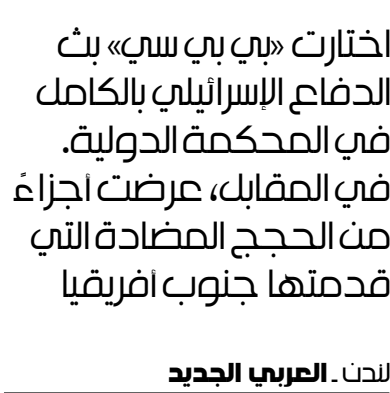 اختارت «بي بي سي» بث
الدفاع الإسرائيلي بالكامل
في المحكمة الدولية.
في المقابل، عرضت أجزاءً
من الحجج المضادة التي
قدمتها جنوب أفريقيا
لندن ـ العربي الجديد